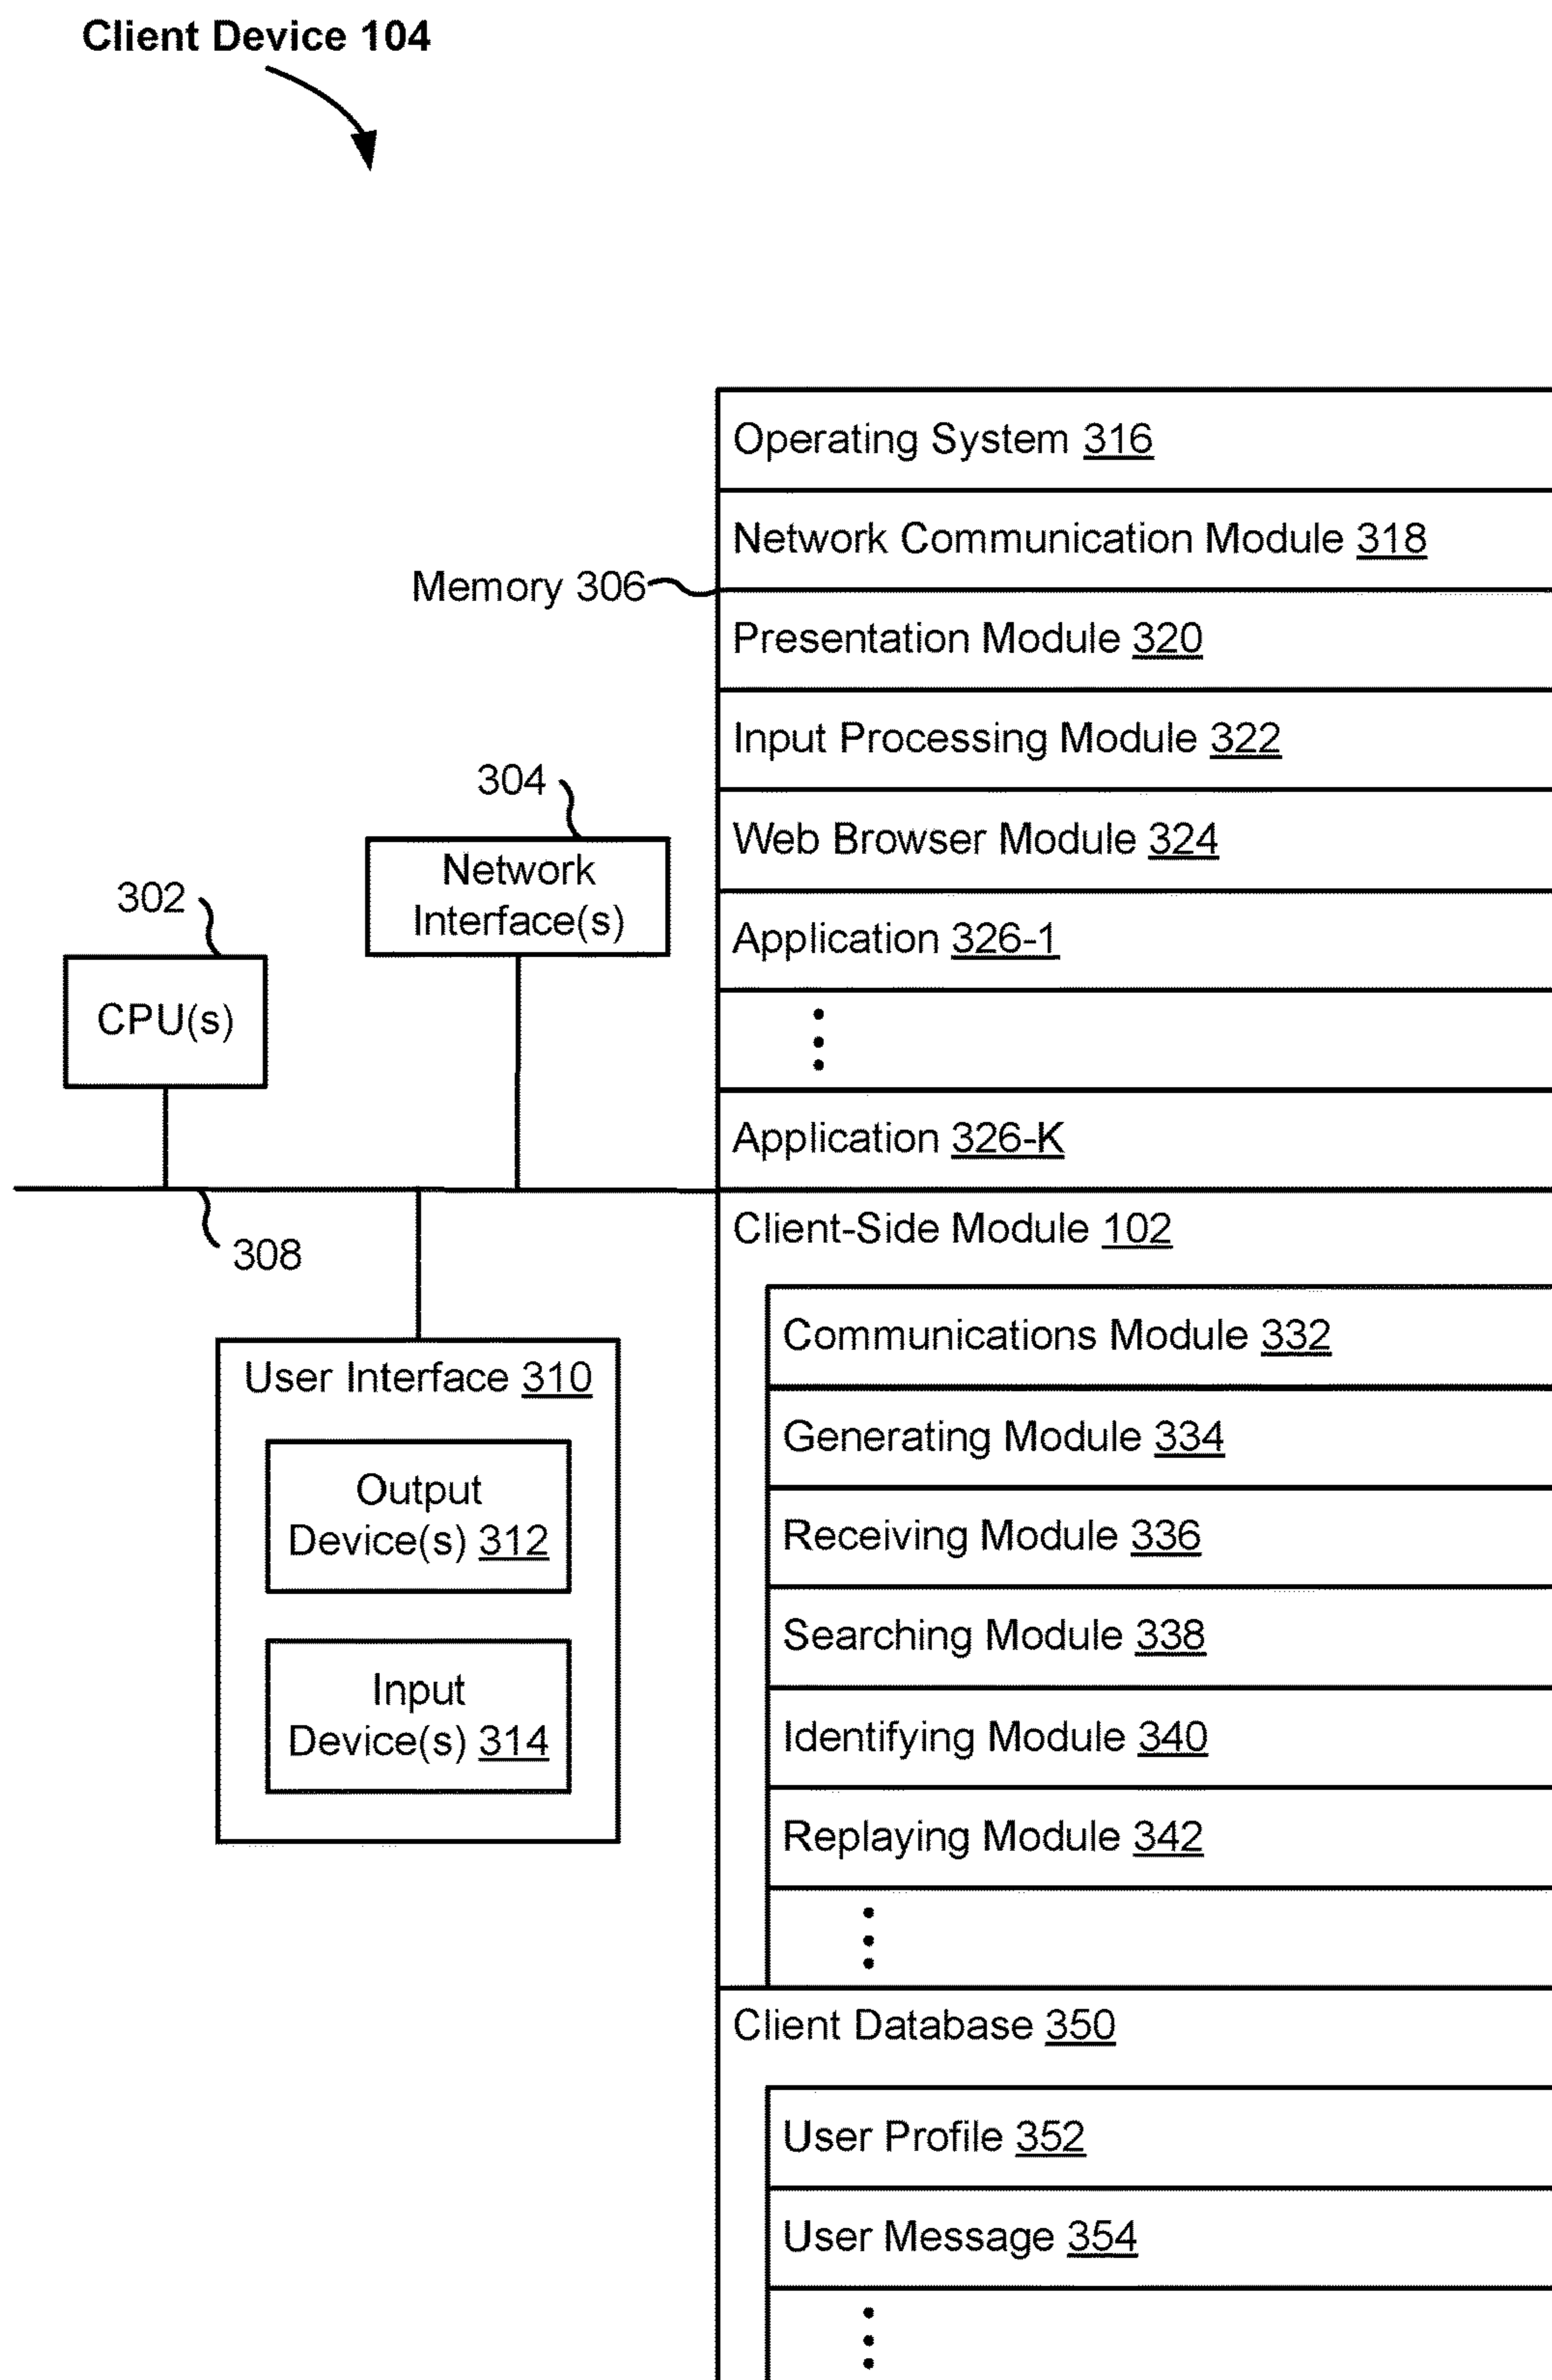 Client Device 104
Operating System 316
Network Communication Module 318
Memory 306
Presentation Module 320
Input Processing Module 322
304
Web Browser Module 324
Network
Interface(s)
302
Application 326-1
CPU(s)
Application 326-K
308
Client-Side Module 102
Communications Module 332
User Interface 310
Generating Module 334
Output
Device(s) 312
Receiving Module 336
Searching Module 338
Input
Device(s) 314
Identifying Module 340
Replaying Module 342
Client Database 350
User Profile 352
User Message 354